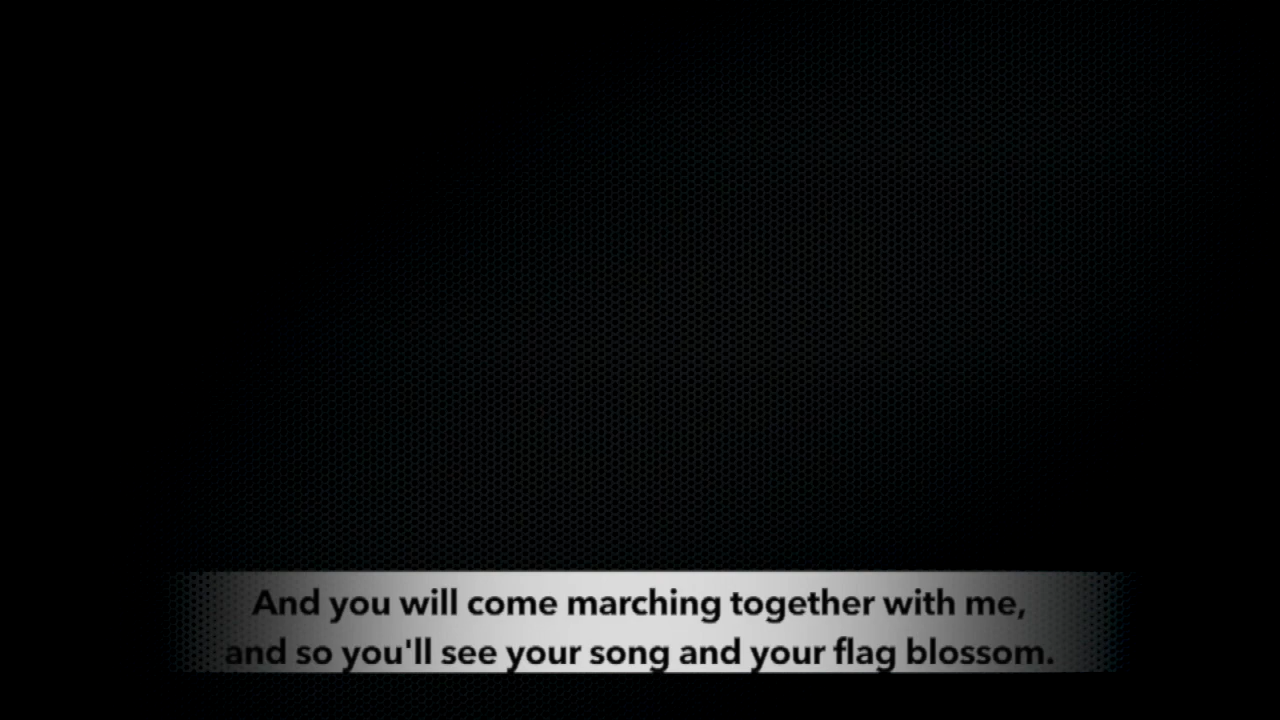 And you will come marching together with me,
and so you'll see your song and your flag blossom.